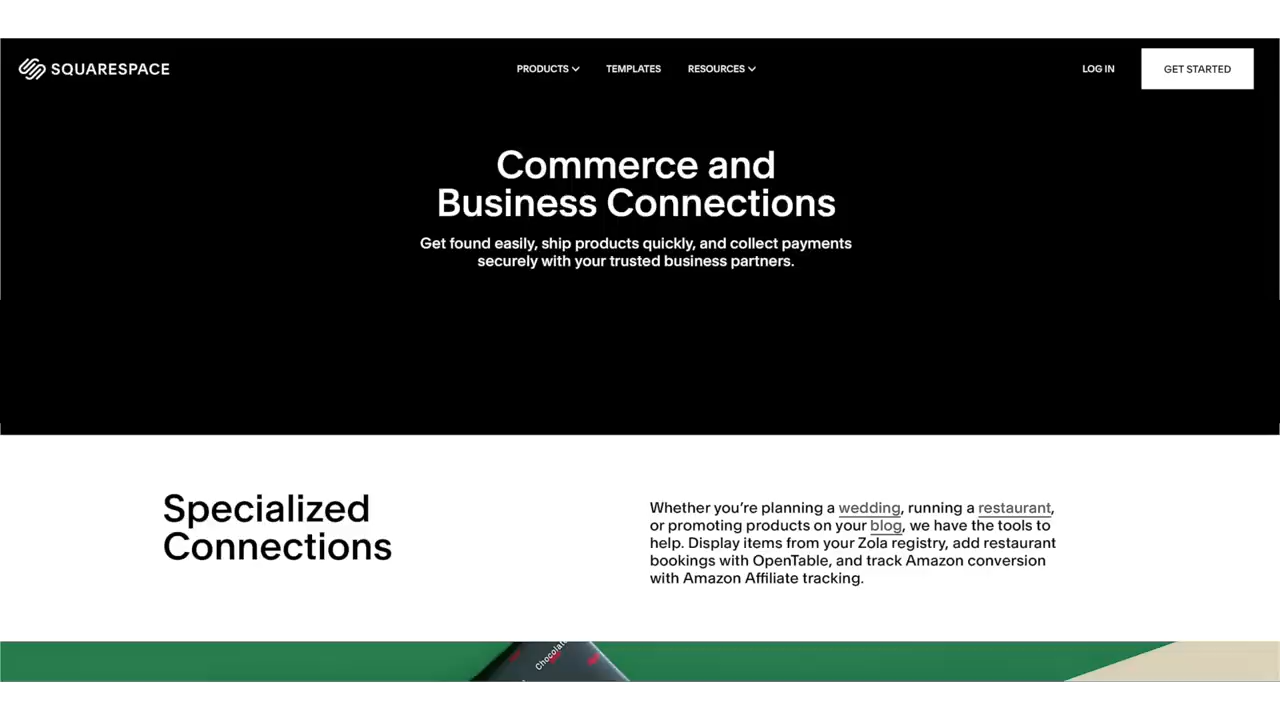 SQUARESPACE
PRODUCTS
TEMPLATES
RESOURCES
LOG IN
GET STARTED
Commerce and
Business Connections
Get found easily, ship products quickly, and collect payments
securely with your trusted business partners.
Specialized
Connections
Whether you’re planning a wedding, running a restaurant,
or promoting products on your blog, we have the tools to
help. Display items from your Zola registry, add restaurant
bookings with OpenTable, and track Amazon conversion
with Amazon Affiliate tracking.